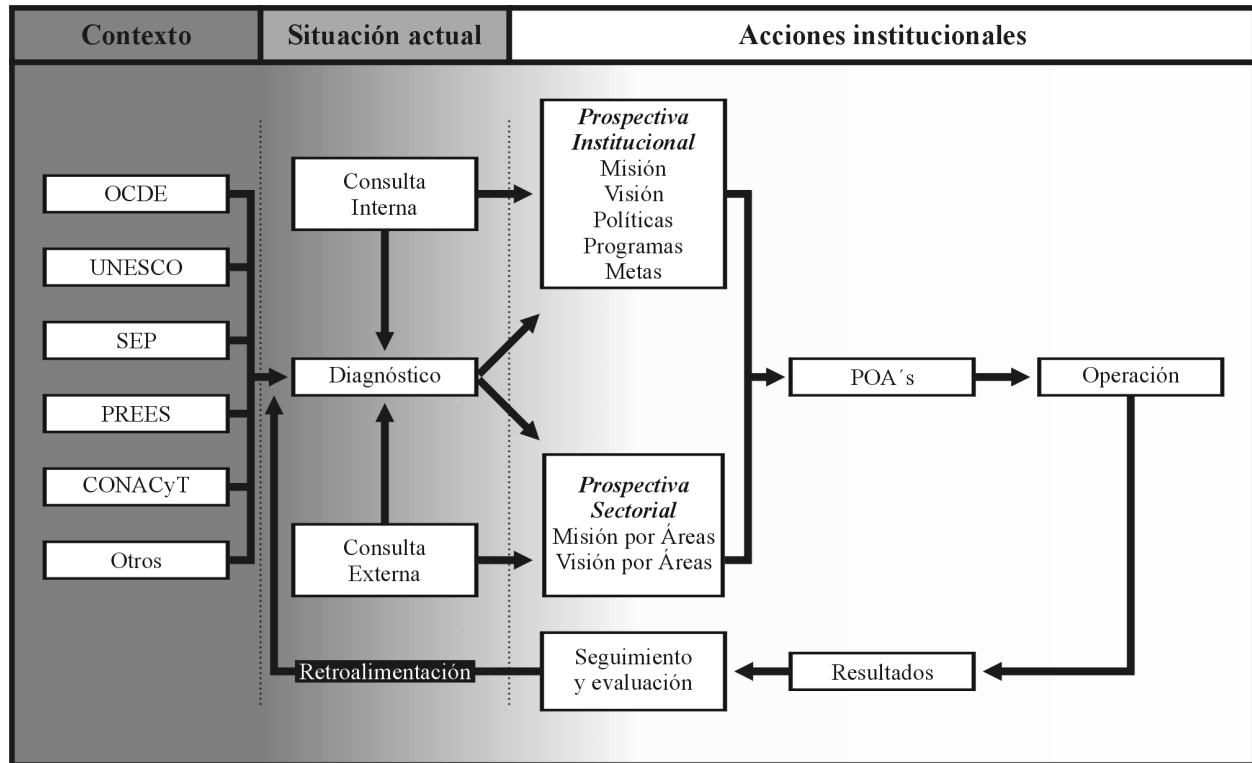 Contexto
Situación actual
Acciones institucionales
OCDE
UNESCO
SEP
PREES
CONACyT
Otros
Consulta
Interna
Diagnóstico
Consulta
Externa
Prospectiva
Institucional
Misión
Visión
Políticas
Programas
Metas
Prospectiva
Sectorial
Misión por Áreas
Visión por Áreas
POA´s
Operación
Retroalimentación
Seguimiento
y evaluación
Resultados